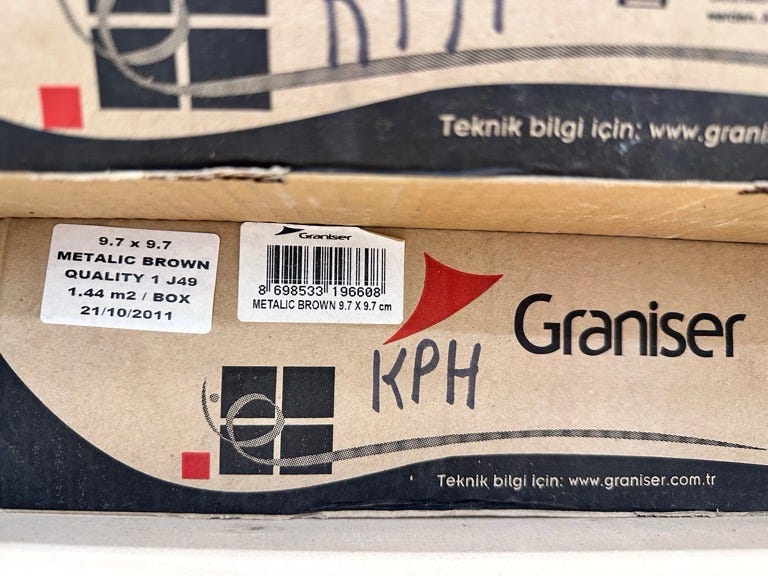 KPH
Teknik bilgi için: www.grani
9.7 x 9.7
METALIC BROWN
QUALITY 1 J49
1.44 m2 / BOX
21/10/2011
Graniser
8 698533 196608
METALIC BROWN 9.7 X 9.7 cm
Graniser
KPH
Teknik bilgi için: www.graniser.com.tr